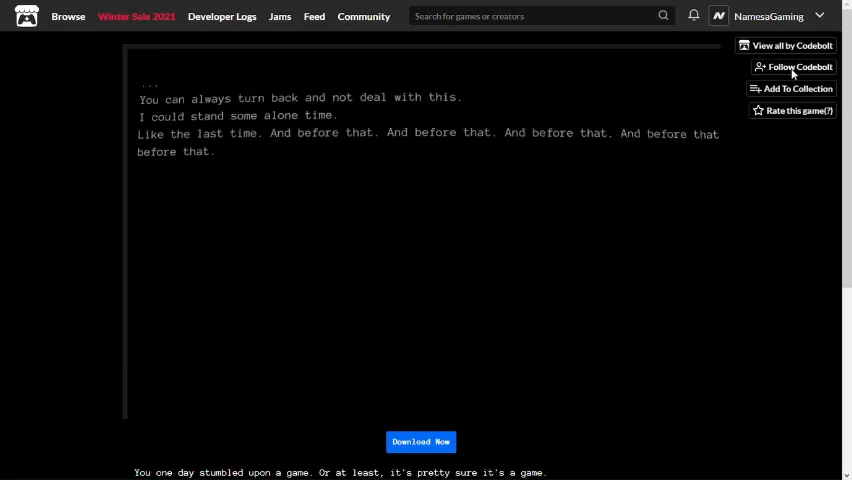 Browse Winter Sale 2021 Developer Logs Jams Feed Community Search for games or creators NamesaGaming
View all by Codebolt
Follow Codebolt
Add To Collection
Rate this game(?)
...
You can always turn back and not deal with this.
I could stand some alone time.
Like the last time. And before that. And before that. And before that. And before that
before that.
Download Now
You one day stumbled upon a game. Or at least, it's pretty sure it's a game.